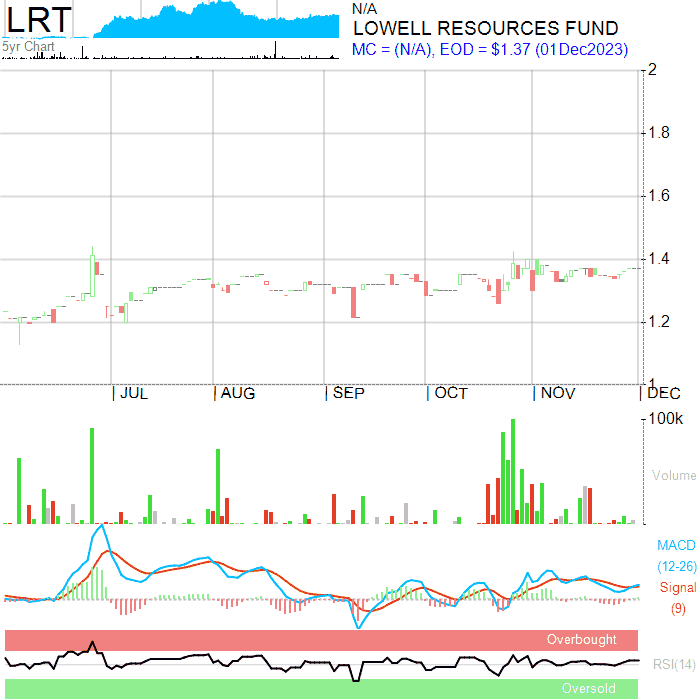 LRT
5yr Chart
N/A
LOWELL RESOURCES FUND
MC = (N/A), EOD = $1.37 (01Dec2023)
2
1.8
1.6
1.4
1.2
1
JUL
AUG
SEP
OCT
NOV
DEC
100k
Volume
MACD
(12-26)
Signal
(9)
Overbought
RSI(14)
Oversold